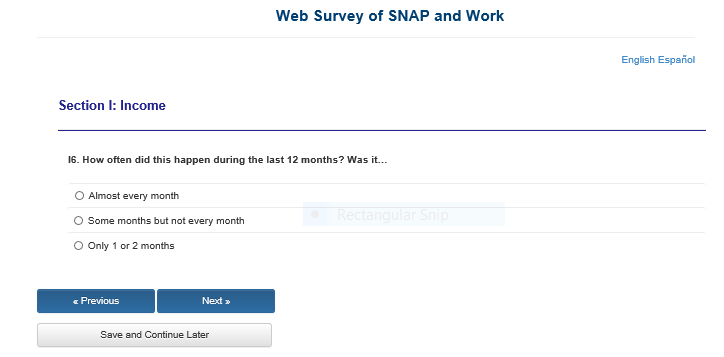 Web Survey of SNAP and Work
English Español
Section I: Income
I6. How often did this happen during the last 12 months? Was it...
Almost every month
Some months but not every month
Rectangular Snip
Only 1 or 2 months
« Previous
Next »
Save and Continue Later